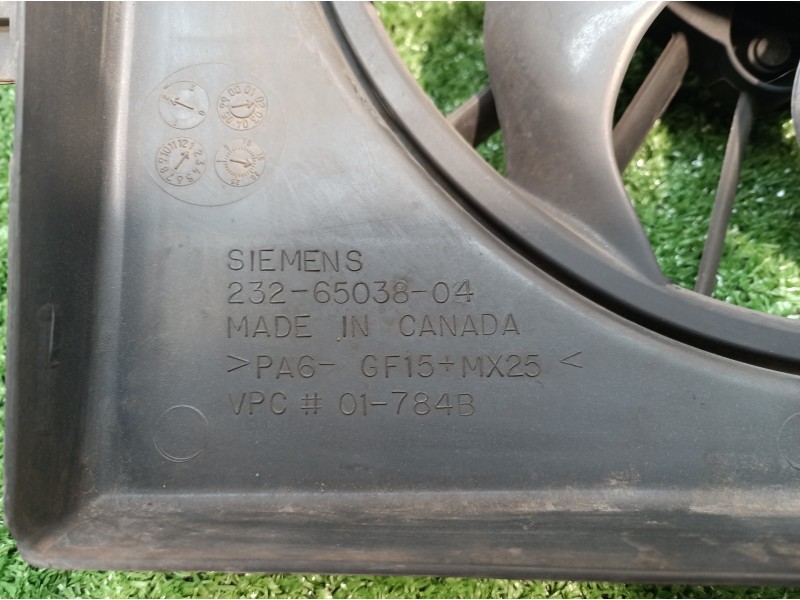 SIEMENS
232-65038-04
MADE IN CANADA
>PA6- GF15+MX25 <
VPC # 01-784B